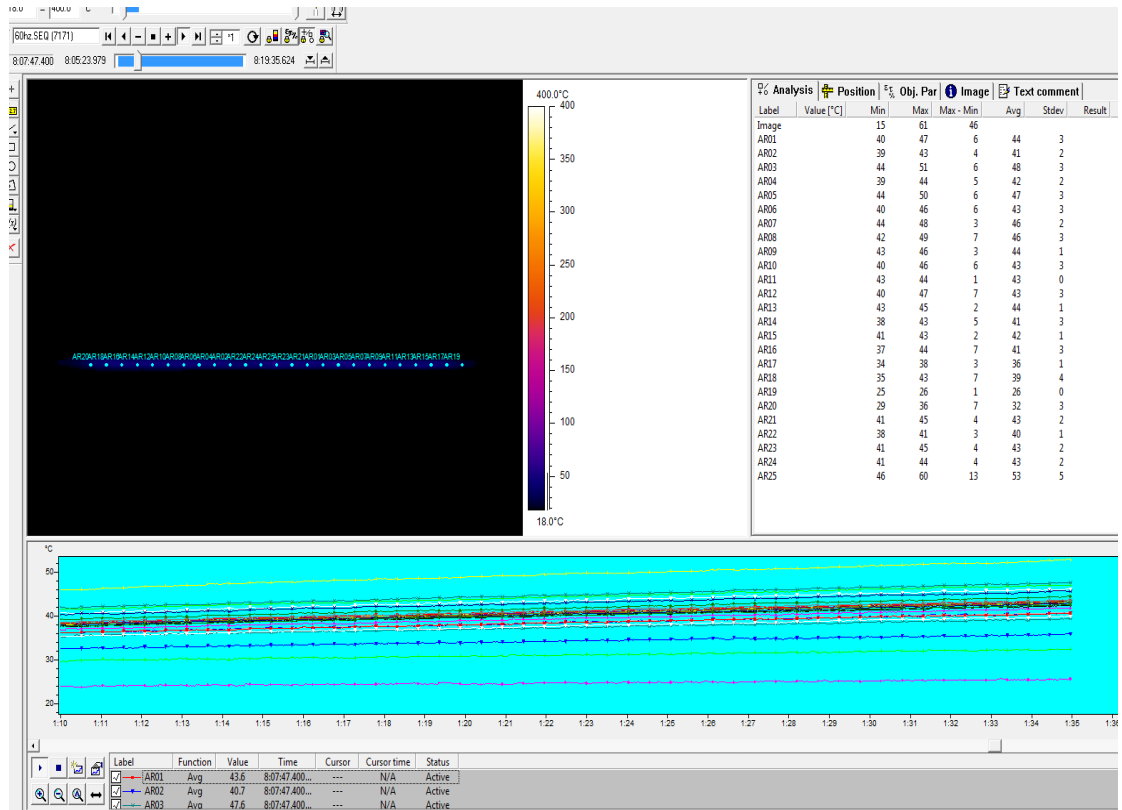 18.0 - 400.0 °C
60hz.SEQ (7171)
8:07:47.400 8:05:23.979 8:19:35.624
400.0°C
400
350
300
250
200
150
100
50
18.0°C
AR20AR18AR16AR14AR12AR10AR08AR06AR04AR02AR22AR24AR25AR23AR21AR01AR03AR05AR07AR09AR11AR13AR15AR17AR19
Analysis Position Obj. Par Image Text comment
Label Value [°C] Min Max Max - Min Avg Stdev Result
Image 15 61 46
AR01 40 47 6 44 3
AR02 39 43 4 41 2
AR03 44 51 6 48 3
AR04 39 44 5 42 2
AR05 44 50 6 47 3
AR06 40 46 6 43 3
AR07 44 48 3 46 2
AR08 42 49 7 46 3
AR09 43 46 3 44 1
AR10 40 46 6 43 3
AR11 43 44 1 43 0
AR12 40 47 7 43 3
AR13 43 45 2 44 1
AR14 38 43 5 41 3
AR15 41 43 2 42 1
AR16 37 44 7 41 3
AR17 34 38 3 36 1
AR18 35 43 7 39 4
AR19 25 26 1 26 0
AR20 29 36 7 32 3
AR21 41 45 4 43 2
AR22 38 41 3 40 1
AR23 41 45 4 43 2
AR24 41 44 4 43 2
AR25 46 60 13 53 5
°C
50
40
30
20
1:10 1:11 1:12 1:13 1:14 1:15 1:16 1:17 1:18 1:19 1:20 1:21 1:22 1:23 1:24 1:25 1:26 1:27 1:28 1:29 1:30 1:31 1:32 1:33 1:34 1:35 1:36
Label Function Value Time Cursor Cursor time Status
AR01 Avg 43.6 8:07:47.400... --- N/A Active
AR02 Avg 40.7 8:07:47.400... --- N/A Active
AR03 Avg 47.6 8:07:47.400... --- N/A Active